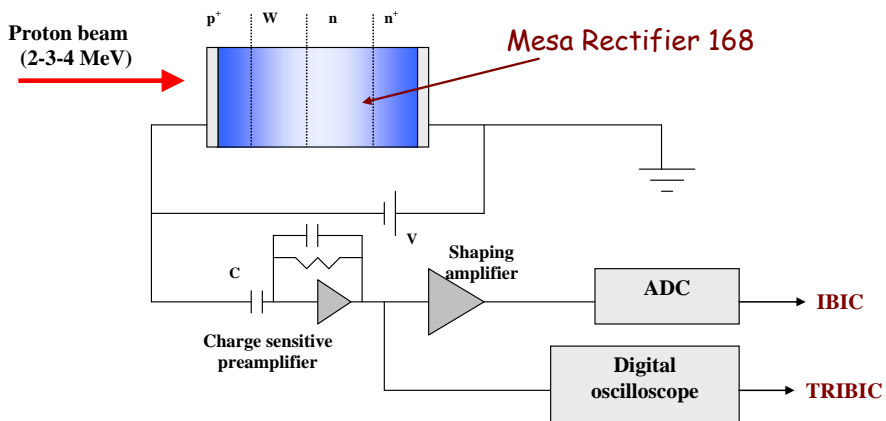 p+ W n n+
Proton beam
(2-3-4 MeV)
Mesa Rectifier 168
V
C
Shaping
amplifier
Charge sensitive
preamplifier
ADC
IBIC
Digital
oscilloscope
TRIBIC